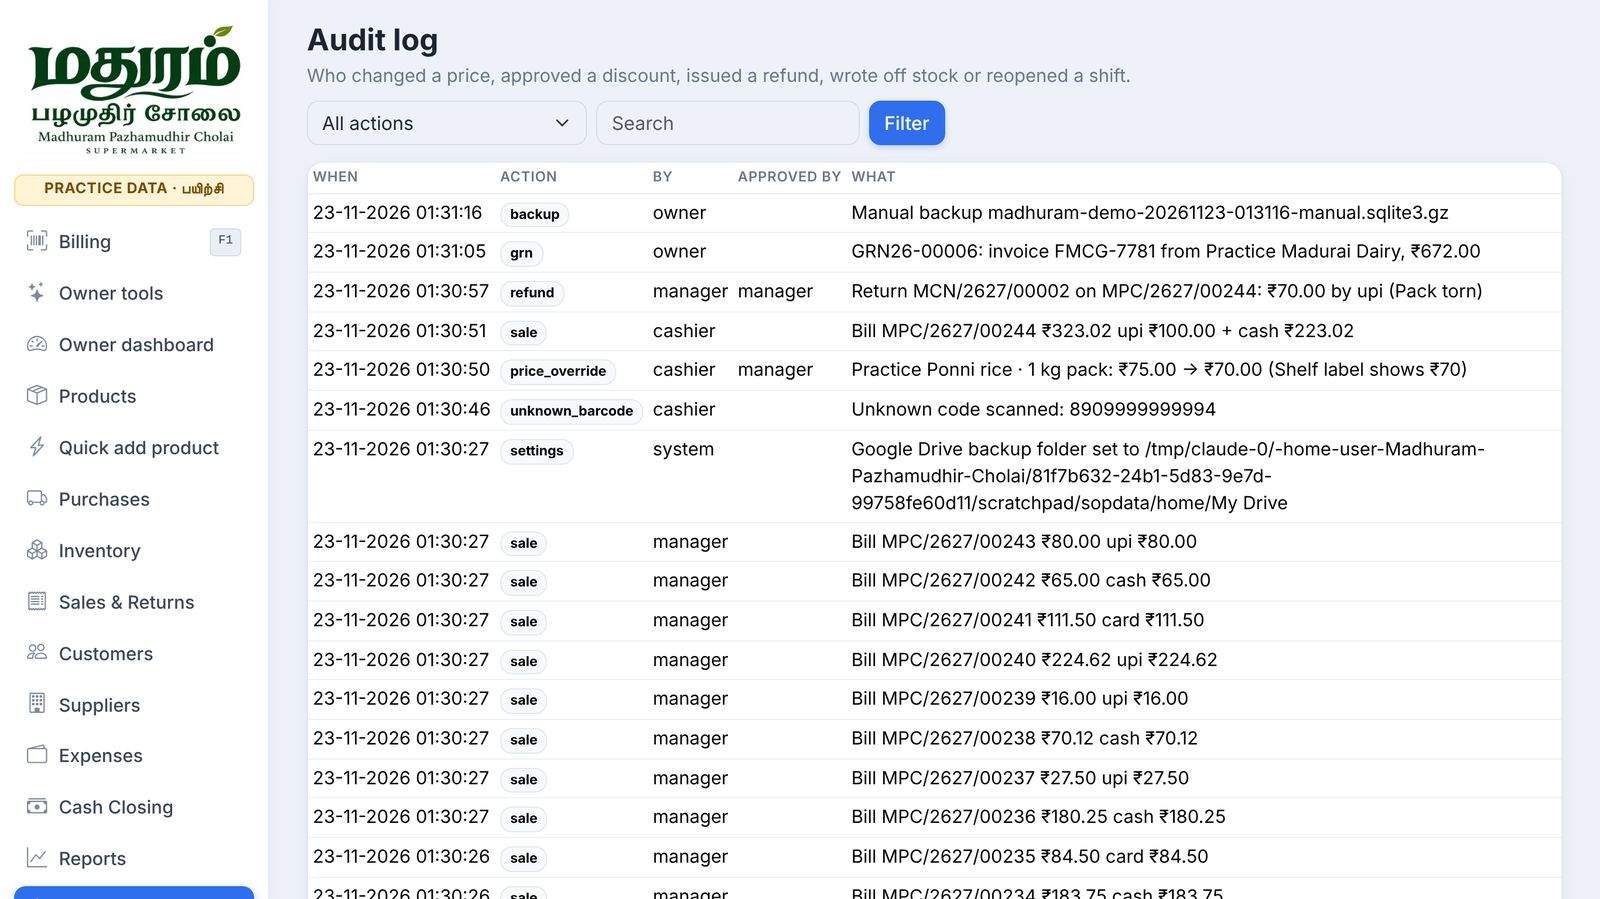 மதுரம்
பழமுதிர் சோலை
Madhuram Pazhamudhir Cholai
SUPERMARKET
PRACTICE DATA · பயிற்சி
Billing F1
Owner tools
Owner dashboard
Products
Quick add product
Purchases
Inventory
Sales & Returns
Customers
Suppliers
Expenses
Cash Closing
Reports
Audit log
Who changed a price, approved a discount, issued a refund, wrote off stock or reopened a shift.
All actions Search Filter
WHEN ACTION BY APPROVED BY WHAT
23-11-2026 01:31:16 backup owner Manual backup madhuram-demo-20261123-013116-manual.sqlite3.gz
23-11-2026 01:31:05 grn owner GRN26-00006: invoice FMCG-7781 from Practice Madurai Dairy, ₹672.00
23-11-2026 01:30:57 refund manager manager Return MCN/2627/00002 on MPC/2627/00244: ₹70.00 by upi (Pack torn)
23-11-2026 01:30:51 sale cashier Bill MPC/2627/00244 ₹323.02 upi ₹100.00 + cash ₹223.02
23-11-2026 01:30:50 price_override cashier manager Practice Ponni rice · 1 kg pack: ₹75.00 → ₹70.00 (Shelf label shows ₹70)
23-11-2026 01:30:46 unknown_barcode cashier Unknown code scanned: 8909999999994
23-11-2026 01:30:27 settings system Google Drive backup folder set to /tmp/claude-0/-home-user-Madhuram-
Pazhamudhir-Cholai/81f7b632-24b1-5d83-9e7d-
99758fe60d11/scratchpad/sopdata/home/My Drive
23-11-2026 01:30:27 sale manager Bill MPC/2627/00243 ₹80.00 upi ₹80.00
23-11-2026 01:30:27 sale manager Bill MPC/2627/00242 ₹65.00 cash ₹65.00
23-11-2026 01:30:27 sale manager Bill MPC/2627/00241 ₹111.50 card ₹111.50
23-11-2026 01:30:27 sale manager Bill MPC/2627/00240 ₹224.62 upi ₹224.62
23-11-2026 01:30:27 sale manager Bill MPC/2627/00239 ₹16.00 upi ₹16.00
23-11-2026 01:30:27 sale manager Bill MPC/2627/00238 ₹70.12 cash ₹70.12
23-11-2026 01:30:27 sale manager Bill MPC/2627/00237 ₹27.50 upi ₹27.50
23-11-2026 01:30:27 sale manager Bill MPC/2627/00236 ₹180.25 cash ₹180.25
23-11-2026 01:30:26 sale manager Bill MPC/2627/00235 ₹84.50 card ₹84.50
23-11-2026 01:30:26 sale manager Bill MPC/2627/00234 ₹183.75 cash ₹183.75